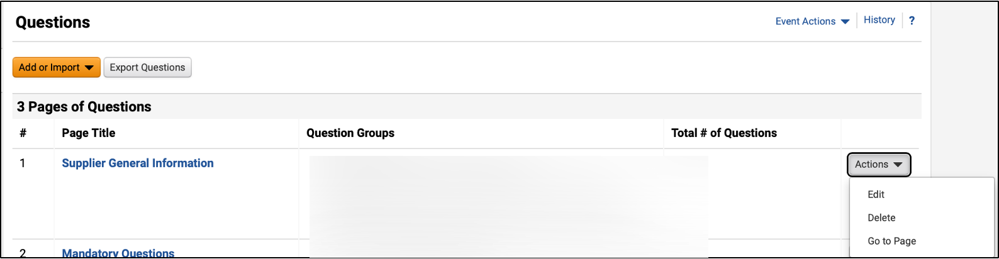 Questions
Event Actions
History
?
Add or Import
Export Questions
3 Pages of Questions
# Page Title Question Groups Total # of Questions
1 Supplier General Information
Actions
Edit
Delete
Go to Page
2 Mandatory Questions